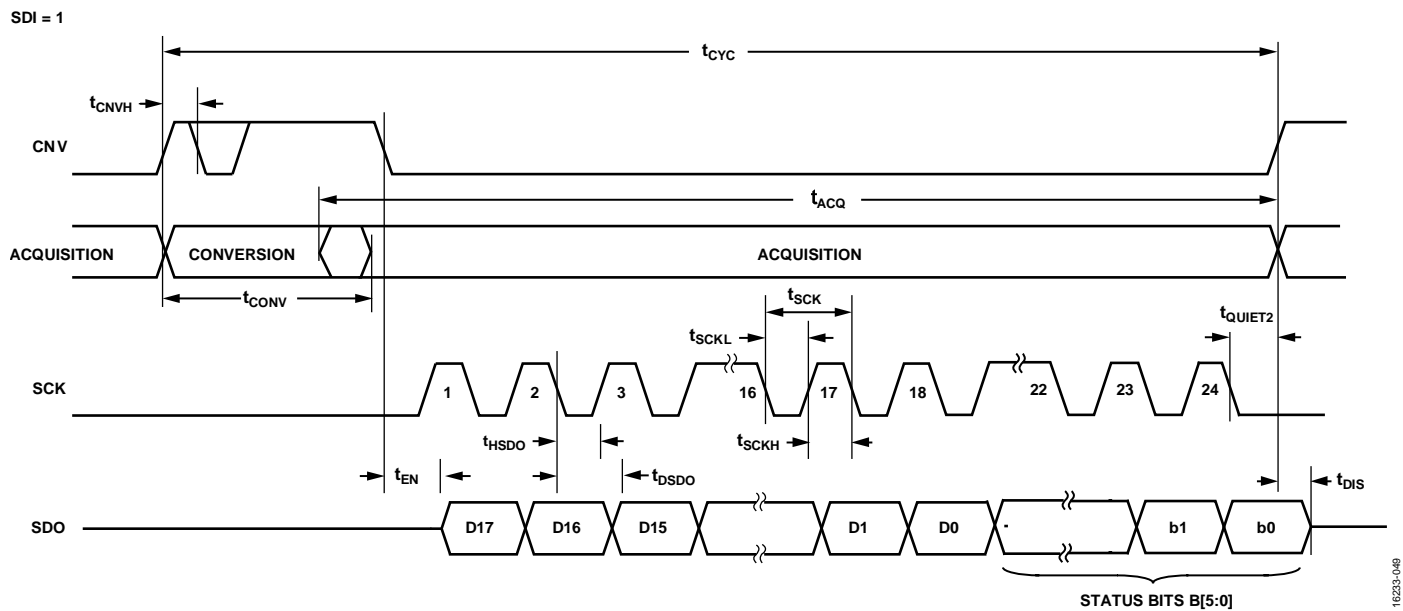 SDI = 1
tCYC
tCNVH
CNV
tACQ
ACQUISITION
CONVERSION
ACQUISITION
tCONV
tSCK
tSCKL
tQUIET2
SCK
1 2 3 16 17 18 22 23 24
tHSDO
tSCKH
tEN
tDSDO
tDIS
SDO
D17 D16 D15 D1 D0 b1 b0
STATUS BITS B[5:0]
16233-049